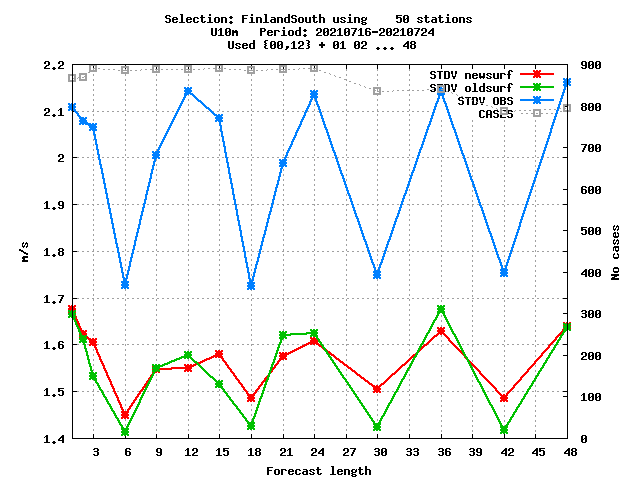 Selection: FinlandSouth using    50 stations
U10m   Period: 20210716-20210724
Used {00,12} + 01 02 ... 48
STDV newsurf
STDV oldsurf
STDV OBS
CASES
2.2
2.1
2
1.9
1.8
1.7
1.6
1.5
1.4
m/s
900
800
700
600
500
400
300
200
100
0
No cases
3 6 9 12 15 18 21 24 27 30 33 36 39 42 45 48
Forecast length